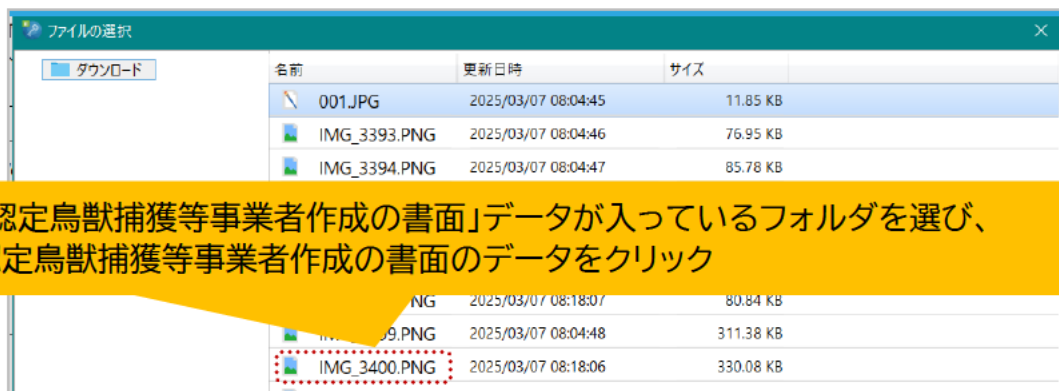 ファイルの選択
ダウンロード
名前 更新日時 サイズ
001.JPG 2025/03/07 08:04:45 11.85 KB
IMG_3393.PNG 2025/03/07 08:04:46 76.95 KB
IMG_3394.PNG 2025/03/07 08:04:47 85.78 KB
認定鳥獣捕獲等事業者作成の書面」データが入っているフォルダを選び、
定鳥獣捕獲等事業者作成の書面のデータをクリック
NG 2025/03/07 08:18:07 80.84 KB
9.PNG 2025/03/07 08:04:48 311.38 KB
IMG_3400.PNG 2025/03/07 08:18:06 330.08 KB